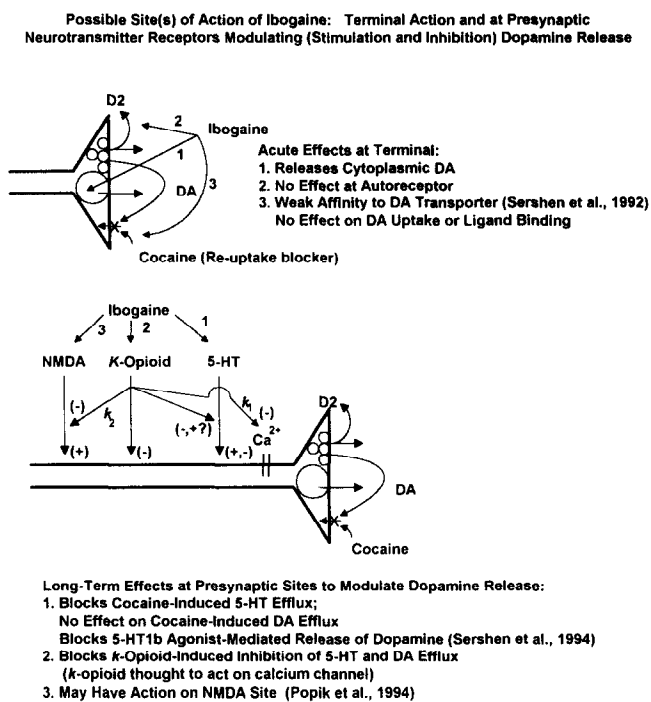 Possible Site(s) of Action of Ibogaine: Terminal Action and at Presynaptic
Neurotransmitter Receptors Modulating (Stimulation and Inhibition) Dopamine Release
D2
2
Ibogaine
1
DA
3
Cocaine (Re-uptake blocker)
Acute Effects at Terminal:
1. Releases Cytoplasmic DA
2. No Effect at Autoreceptor
3. Weak Affinity to DA Transporter (Sershen et al., 1992)
No Effect on DA Uptake or Ligand Binding
Ibogaine
3
2
1
NMDA
K-Opioid
5-HT
(-)
k2
(-,+?)
k1
(-)
Ca2+
(+)
(-)
(+,-)
D2
DA
Cocaine
Long-Term Effects at Presynaptic Sites to Modulate Dopamine Release:
1. Blocks Cocaine-Induced 5-HT Efflux;
No Effect on Cocaine-Induced DA Efflux
Blocks 5-HT1b Agonist-Mediated Release of Dopamine (Sershen et al., 1994)
2. Blocks k-Opioid-Induced Inhibition of 5-HT and DA Efflux
(k-opioid thought to act on calcium channel)
3. May Have Action on NMDA Site (Popik et al., 1994)